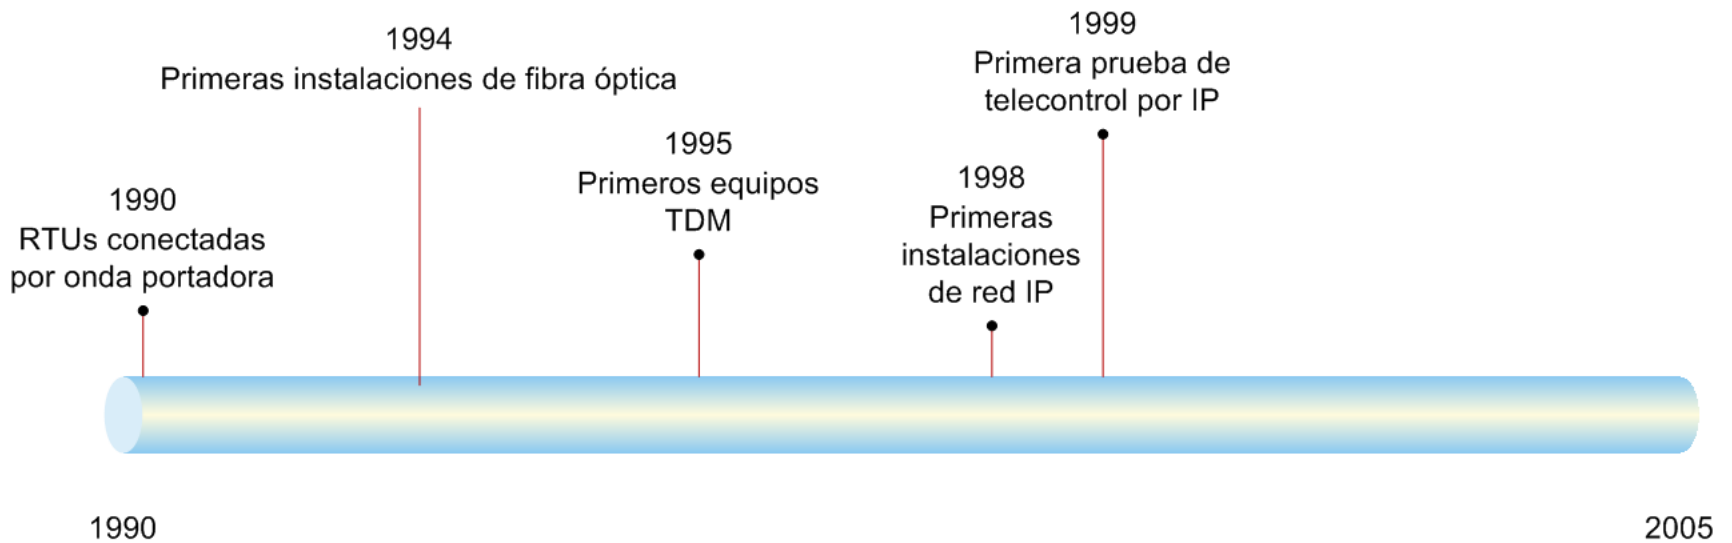 1990
RTUs conectadas
por onda portadora
1994
Primeras instalaciones de fibra óptica
1995
Primeros equipos
TDM
1998
Primeras
instalaciones
de red IP
1999
Primera prueba de
telecontrol por IP
1990
2005